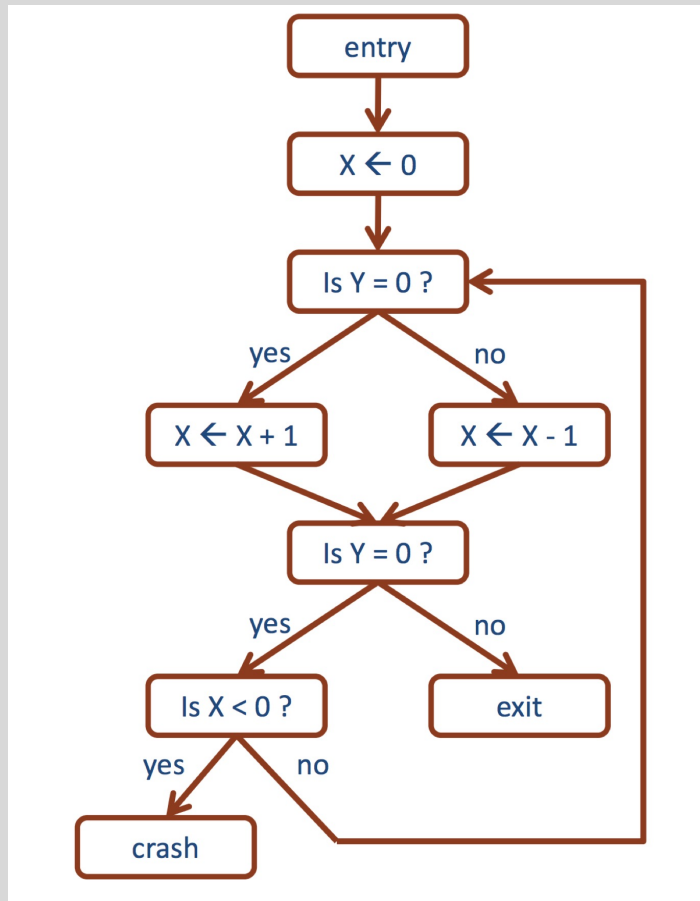 entry
X ← 0
Is Y = 0 ?
yes
no
X ← X + 1
X ← X - 1
Is Y = 0 ?
yes
no
Is X < 0 ?
exit
yes
no
crash